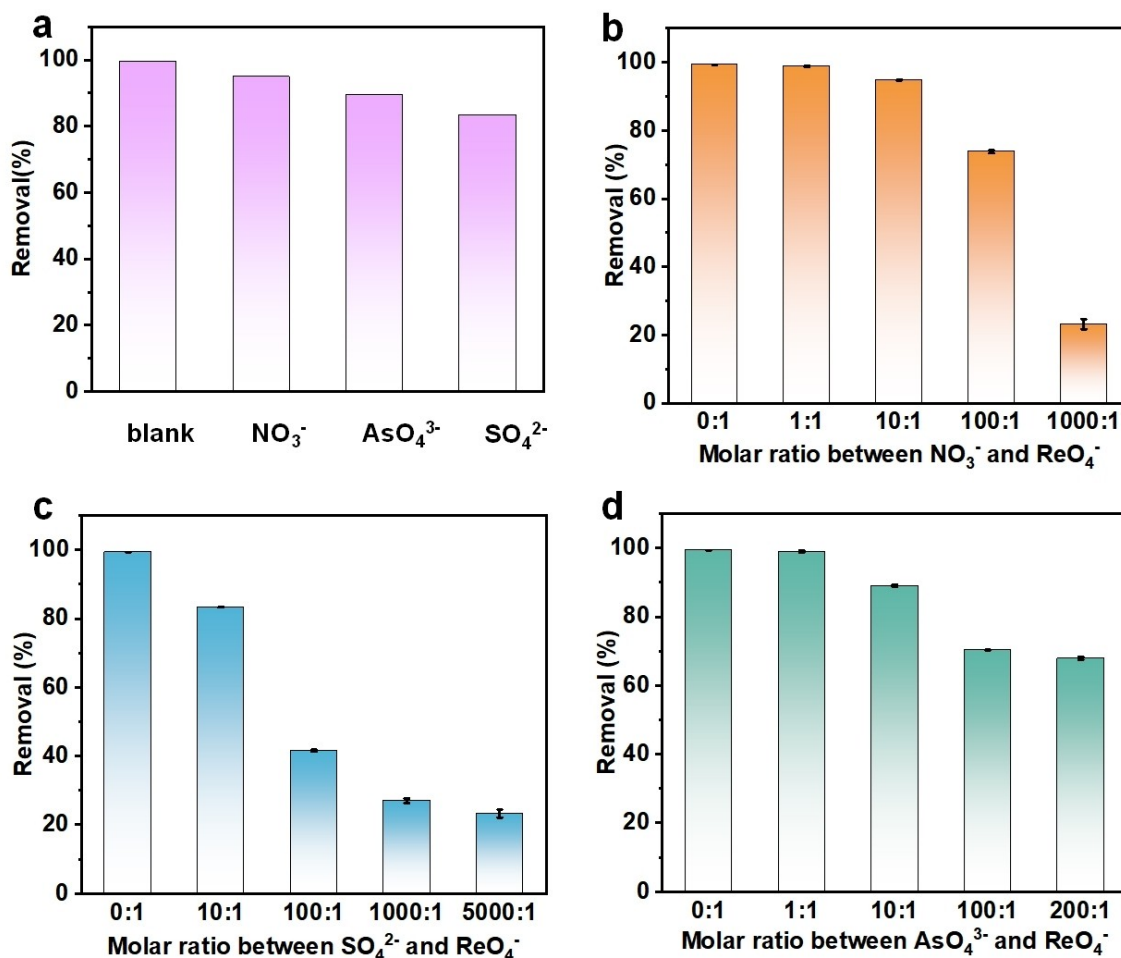 a
Removal(%)
100
80
60
40
20
0
blank NO₃⁻ AsO₄³⁻ SO₄²⁻
b
Removal (%)
100
80
60
40
20
0
0:1 1:1 10:1 100:1 1000:1
Molar ratio between NO₃⁻ and ReO₄⁻
c
Removal (%)
100
80
60
40
20
0
0:1 10:1 100:1 1000:1 5000:1
Molar ratio between SO₄²⁻ and ReO₄⁻
d
Removal (%)
100
80
60
40
20
0
0:1 1:1 10:1 100:1 200:1
Molar ratio between AsO₄³⁻ and ReO₄⁻